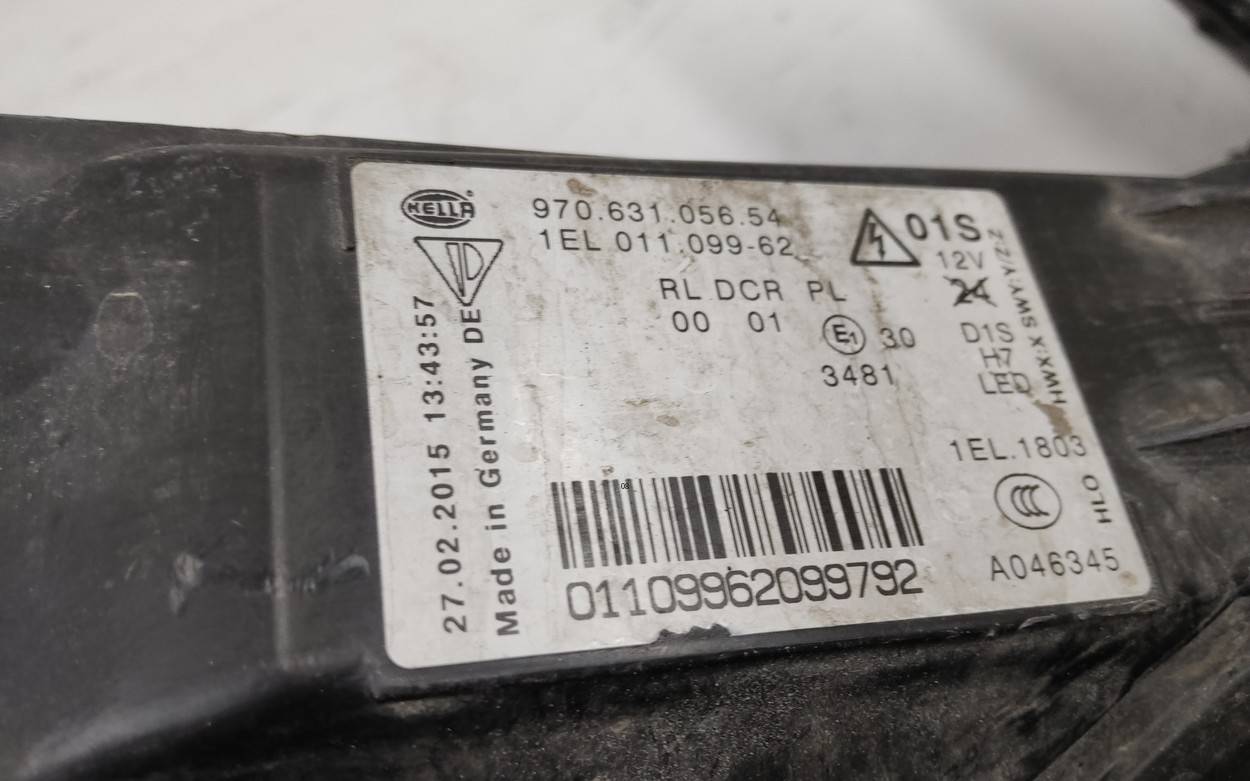 HELLA
970.631.056.54
1EL 011.099-62
RL DCR PL
00 01
E1 30
3481
01S
12V
24
D1S
H7
LED
HWX:X SWY:Y/Z:Z
1EL.1803
CCC
HLO
A046345
27.02.2015 13:43:57
Made in Germany DE
01109962099792